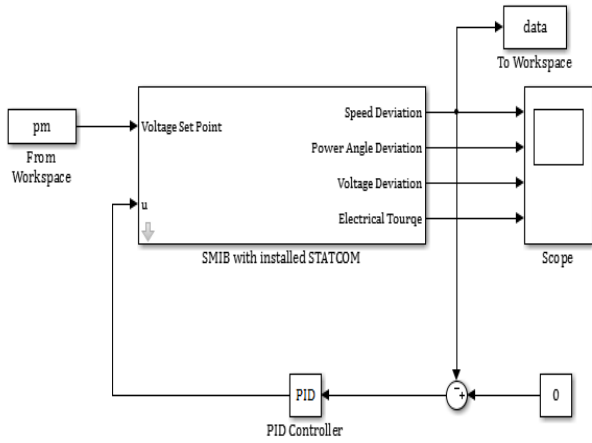 data
To Workspace
pm
From
Workspace
Voltage Set Point
u
Speed Deviation
Power Angle Deviation
Voltage Deviation
Electrical Tourqe
SMIB with installed STATCOM
Scope
PID
PID Controller
-
+
0